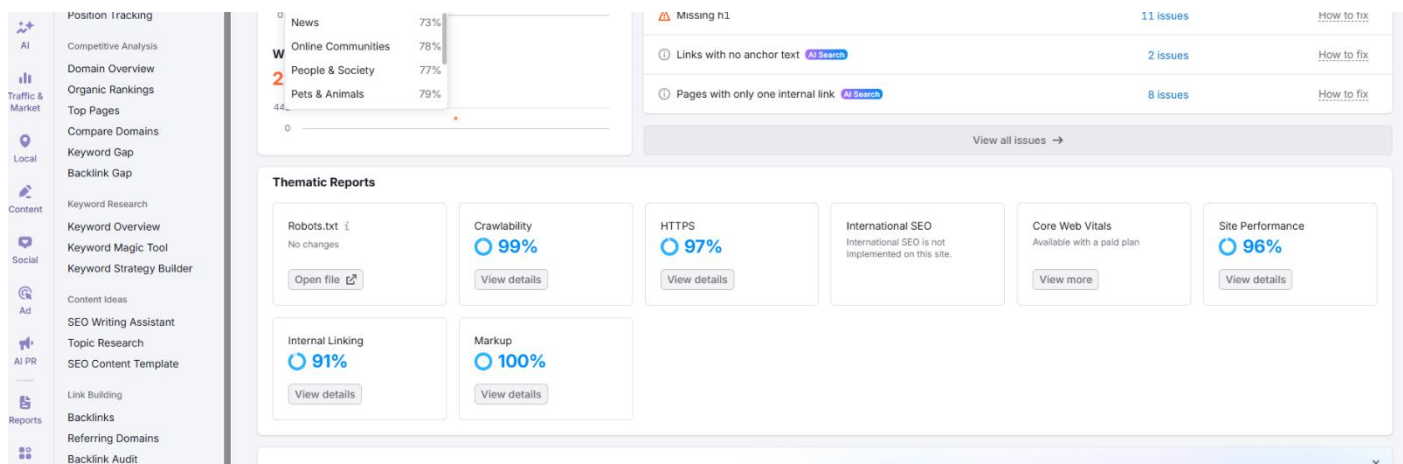 Position Tracking
AI
Competitive Analysis
Domain Overview
Organic Rankings
Top Pages
Compare Domains
Keyword Gap
Backlink Gap
Traffic &
Market
Local
Keyword Research
Keyword Overview
Keyword Magic Tool
Keyword Strategy Builder
Content
Social
Content Ideas
SEO Writing Assistant
Topic Research
SEO Content Template
Ad
AI PR
Link Building
Backlinks
Referring Domains
Backlink Audit
Reports
0
News 73%
Online Communities 78%
People & Society 77%
Pets & Animals 79%
W
2
0
Missing h1 11 issues How to fix
Links with no anchor text AI Search 2 issues How to fix
Pages with only one internal link AI Search 8 issues How to fix
View all issues →
Thematic Reports
Robots.txt i
No changes
Open file
Crawlability
99%
View details
HTTPS
97%
View details
International SEO
International SEO is not
implemented on this site.
Core Web Vitals
Available with a paid plan
View more
Site Performance
96%
View details
Internal Linking
91%
View details
Markup
100%
View details